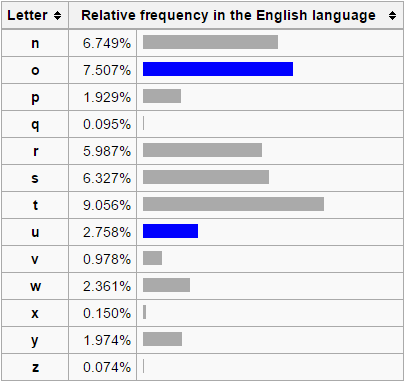 Letter Relative frequency in the English language
n 6.749%
o 7.507%
p 1.929%
q 0.095%
r 5.987%
s 6.327%
t 9.056%
u 2.758%
v 0.978%
w 2.361%
x 0.150%
y 1.974%
z 0.074%